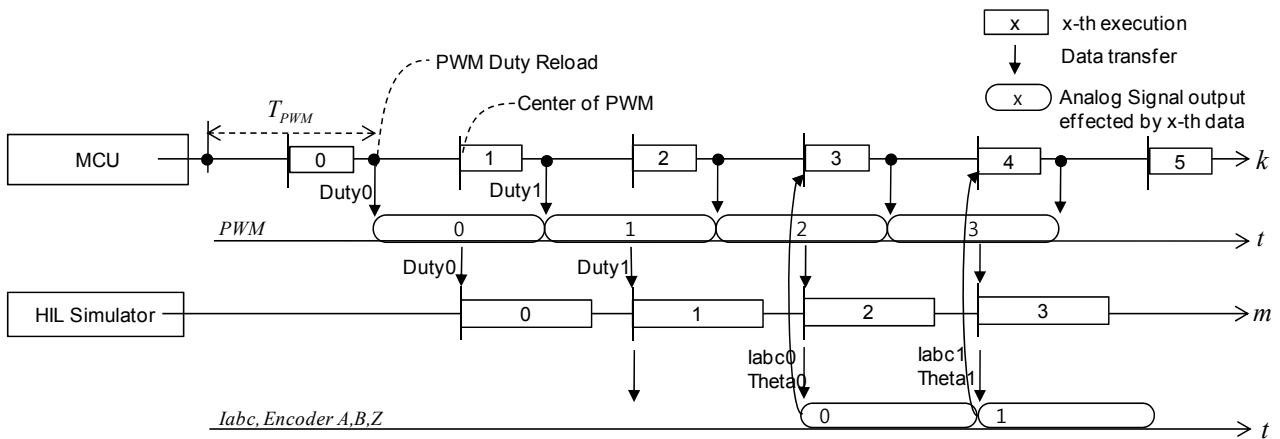 x
x-th execution
Data transfer
x
Analog Signal output
effected by x-th data
PWM Duty Reload
Center of PWM
T_PWM
MCU
0
1
2
3
4
5
k
Duty0
Duty1
PWM
0
1
2
3
t
Duty0
Duty1
HIL Simulator
0
1
2
3
m
Iabc0
Theta0
Iabc1
Theta1
Iabc, Encoder A,B,Z
0
1
t